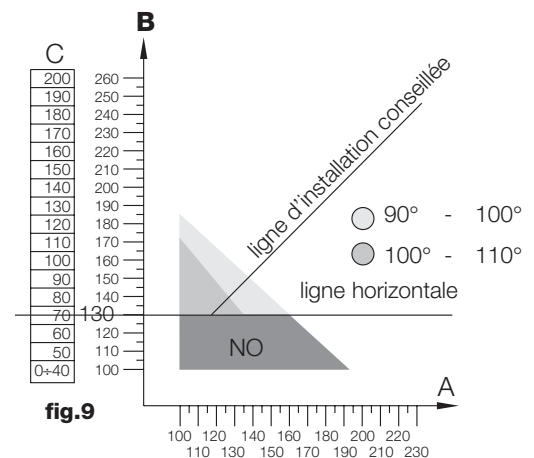 B
C
200 260
190 250
180 240
170 230
160 220
150 210
140 200
130 190
120 180
110 170
100 160
90 150
80 140
70 130
60 120
50 110
0÷40 100
ligne d'installation conseillée
90° - 100°
100° - 110°
ligne horizontale
NO
A
fig.9
100 120 140 160 180 200 220
110 130 150 170 190 210 230